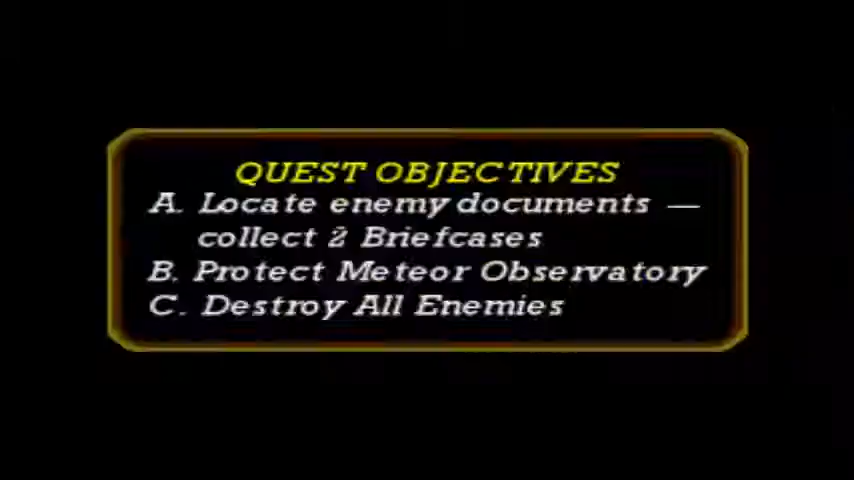 QUEST OBJECTIVES
A. Locate enemy documents —
collect 2 Briefcases
B. Protect Meteor Observatory
C. Destroy All Enemies